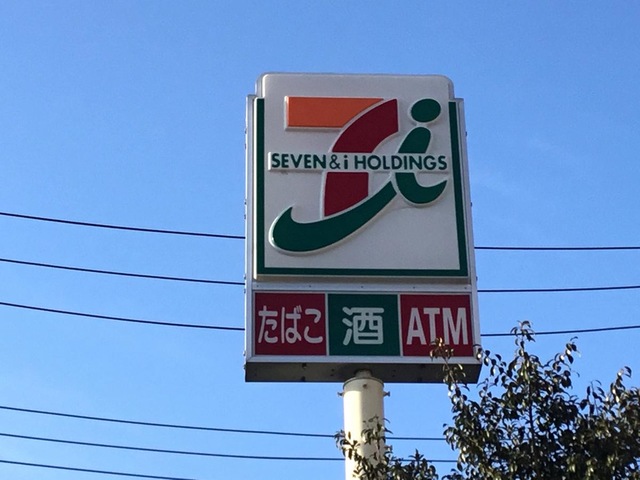 SEVEN & i HOLDINGS
たばこ 酒 ATM